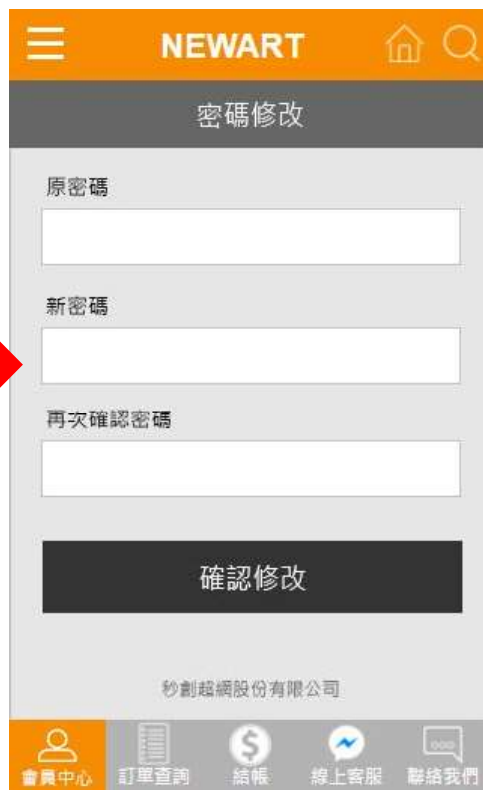 NEWART
密碼修改
原密碼
新密碼
再次確認密碼
確認修改
秒創超網股份有限公司
會員中心 訂單查詢 結帳 線上客服 聯絡我們